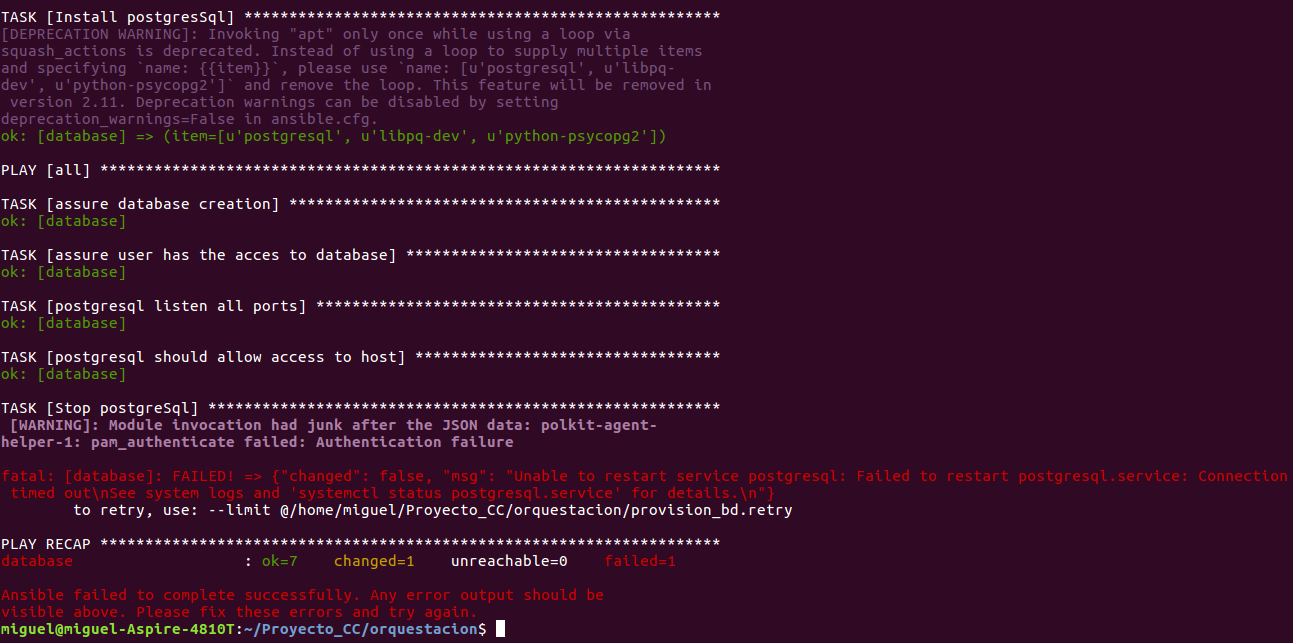 TASK [Install postgresSql] *****************************************************
[DEPRECATION WARNING]: Invoking "apt" only once while using a loop via
squash_actions is deprecated. Instead of using a loop to supply multiple items
and specifying `name: {{item}}`, please use `name: [u'postgresql', u'libpq-
dev', u'python-psycopg2']` and remove the loop. This feature will be removed in
 version 2.11. Deprecation warnings can be disabled by setting
deprecation_warnings=False in ansible.cfg.
ok: [database] => (item=[u'postgresql', u'libpq-dev', u'python-psycopg2'])

PLAY [all] *********************************************************************

TASK [assure database creation] ************************************************
ok: [database]

TASK [assure user has the acces to database] ***********************************
ok: [database]

TASK [postgresql listen all ports] *********************************************
ok: [database]

TASK [postgresql should allow access to host] **********************************
ok: [database]

TASK [Stop postgreSql] *********************************************************
 [WARNING]: Module invocation had junk after the JSON data: polkit-agent-
helper-1: pam_authenticate failed: Authentication failure

fatal: [database]: FAILED! => {"changed": false, "msg": "Unable to restart service postgresql: Failed to restart postgresql.service: Connection
 timed out\nSee system logs and 'systemctl status postgresql.service' for details.\n"}
        to retry, use: --limit @/home/miguel/Proyecto_CC/orquestacion/provision_bd.retry

PLAY RECAP *********************************************************************
database                   : ok=7    changed=1    unreachable=0    failed=1

Ansible failed to complete successfully. Any error output should be
visible above. Please fix these errors and try again.
miguel@miguel-Aspire-4810T:~/Proyecto_CC/orquestacion$